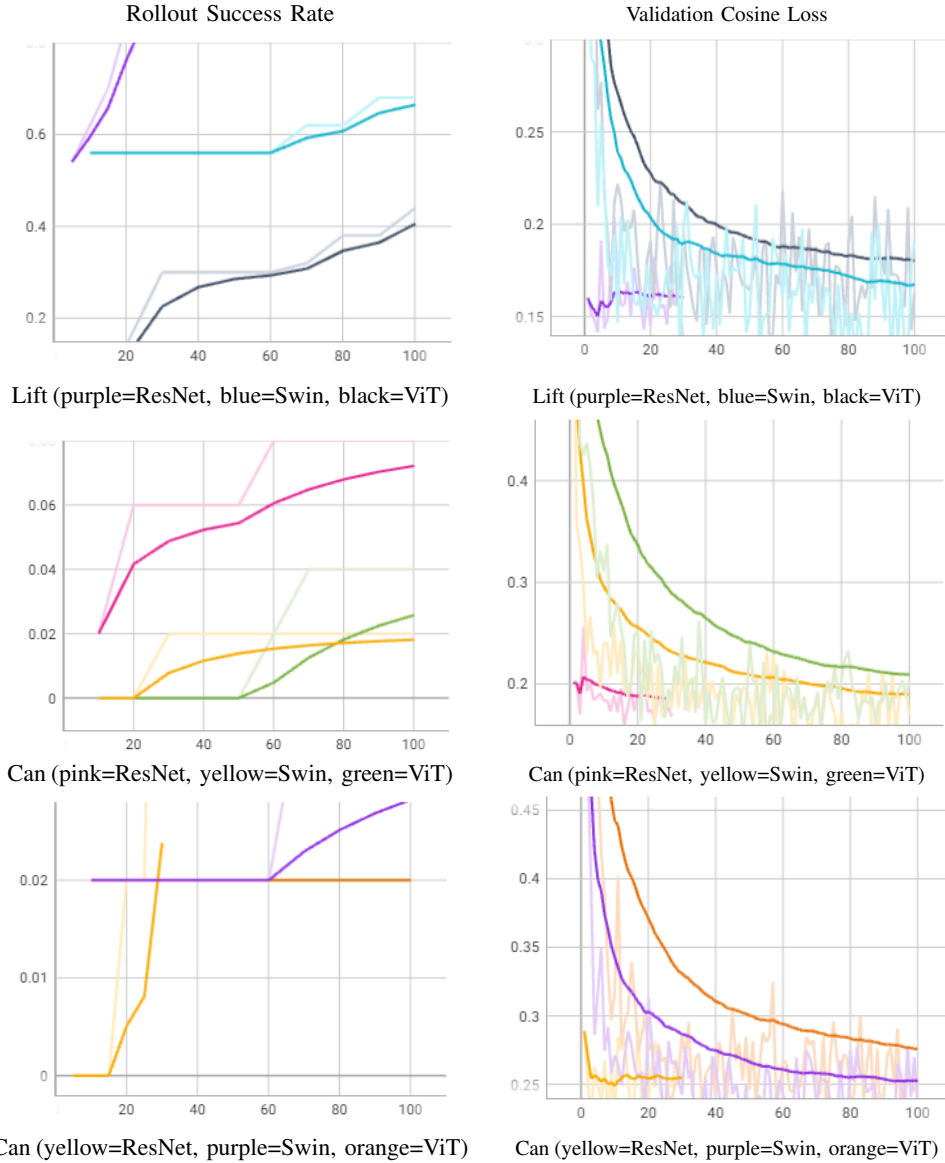 Rollout Success Rate
Validation Cosine Loss
0.6
0.4
0.2
20 40 60 80 100
0.25
0.2
0.15
0 20 40 60 80 100
Lift (purple=ResNet, blue=Swin, black=ViT)
Lift (purple=ResNet, blue=Swin, black=ViT)
0.06
0.04
0.02
0
20 40 60 80 100
0.4
0.3
0.2
0 20 40 60 80 100
Can (pink=ResNet, yellow=Swin, green=ViT)
Can (pink=ResNet, yellow=Swin, green=ViT)
0.02
0.01
0
20 40 60 80 100
0.45
0.4
0.35
0.3
0.25
0 20 40 60 80 100
Can (yellow=ResNet, purple=Swin, orange=ViT)
Can (yellow=ResNet, purple=Swin, orange=ViT)